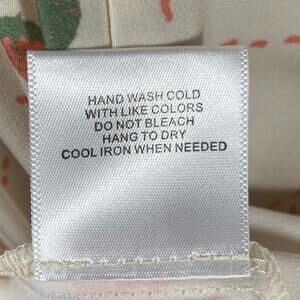 HAND WASH COLD
WITH LIKE COLORS
DO NOT BLEACH
HANG TO DRY
COOL IRON WHEN NEEDED